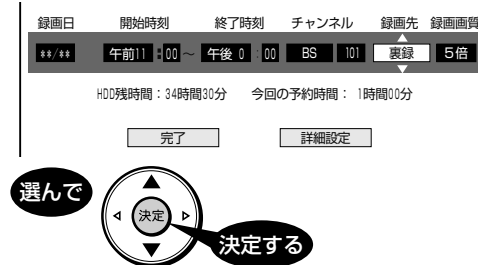 録画日 開始時刻 終了時刻 チャンネル 録画先 録画画質
**/** 午前11:00~ 午後 0:00 BS 101 裏録 5倍
HDD残時間:34時間30分 今回の予約時間: 1時間00分
完了 詳細設定
選んで
決定
決定する